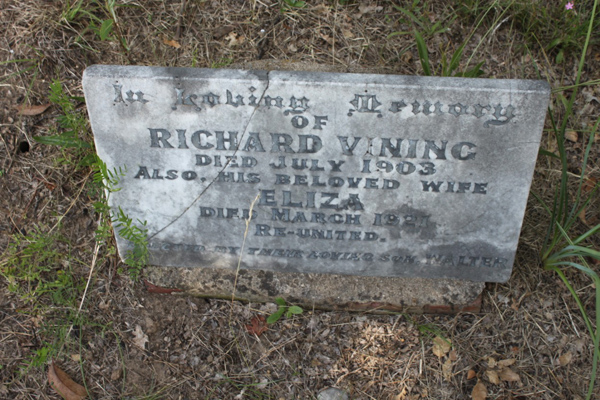 In Loving Memory
OF
RICHARD VINING
DIED JULY 1903
ALSO, HIS BELOVED WIFE
ELIZA
DIED MARCH
RE-UNITED.
BY THEIR LOVING SON WALTER